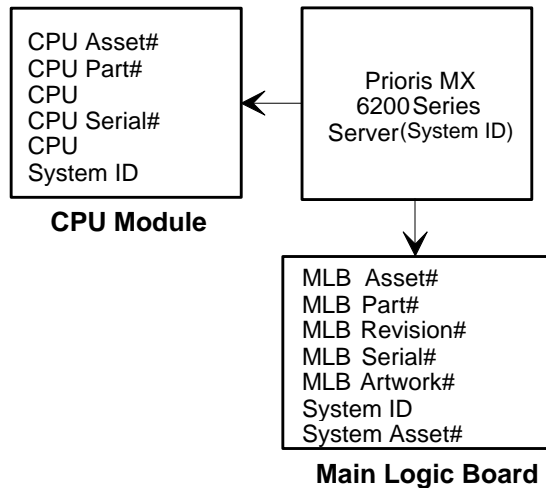 CPU Asset#
CPU Part#
CPU
CPU Serial#
CPU
System ID
CPU Module
Prioris MX
6200 Series
Server(System ID)
MLB Asset#
MLB Part#
MLB Revision#
MLB Serial#
MLB Artwork#
System ID
System Asset#
Main Logic Board